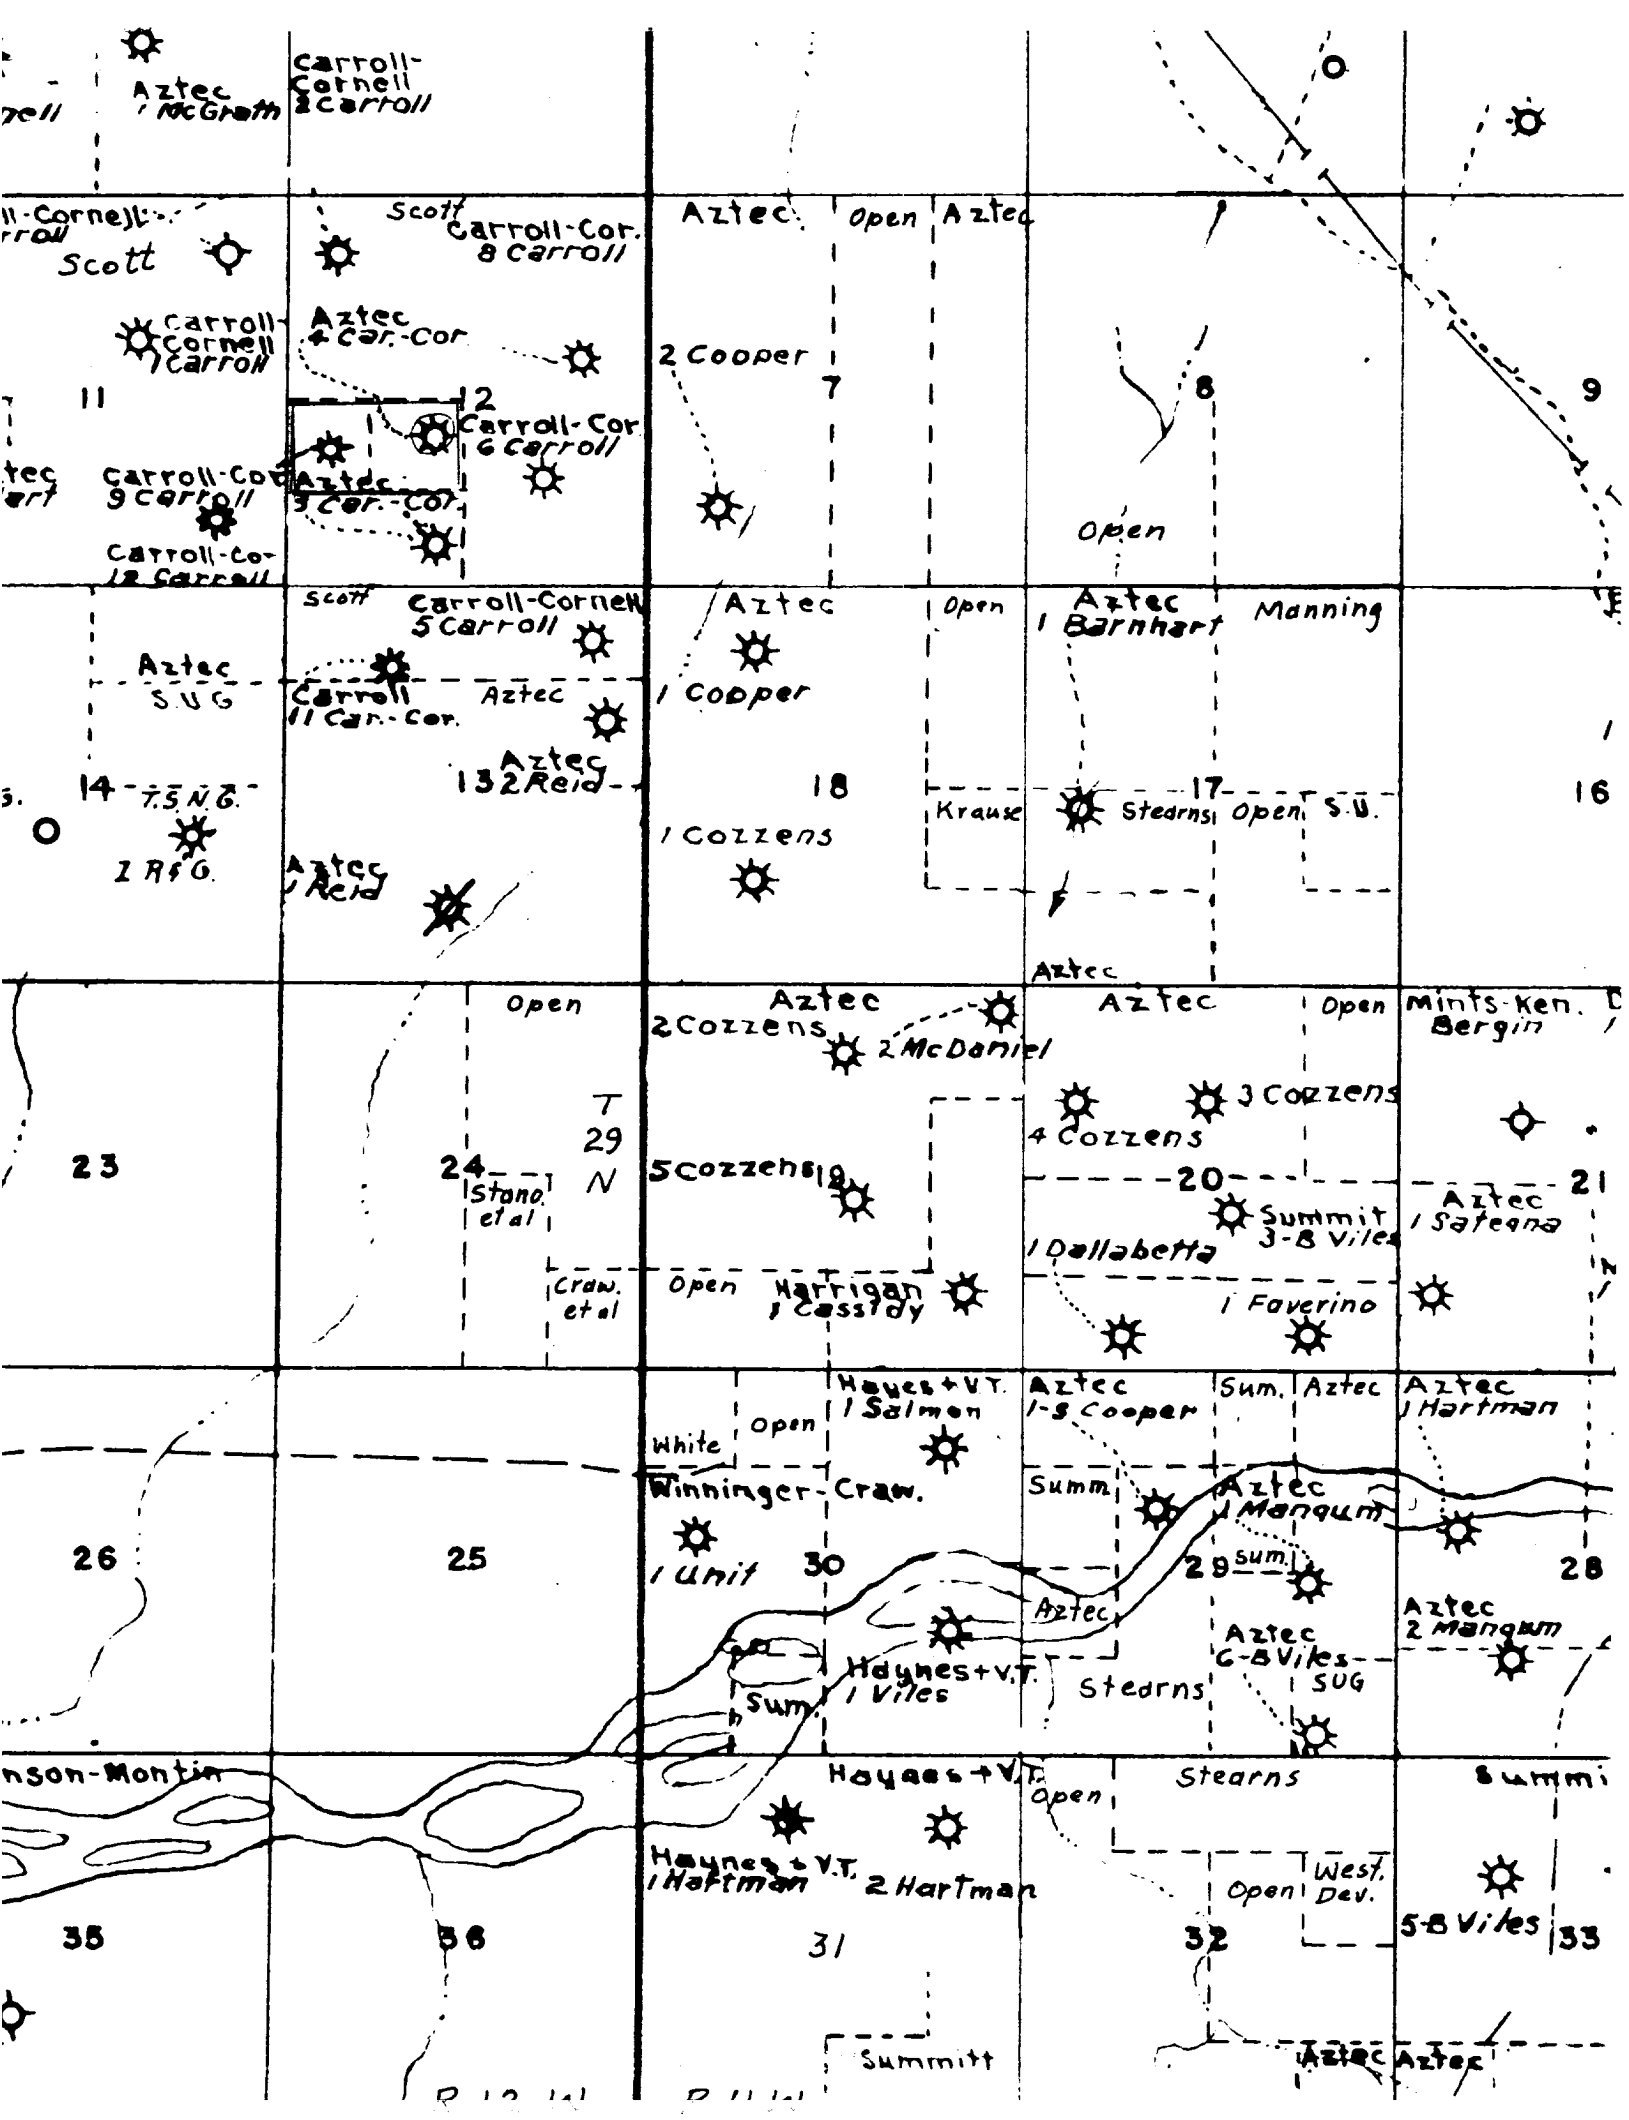 Aztec
1 McGrath
Carroll-
Cornell
2 Carroll
Scott
Scott
Carroll-Cor.
8 Carroll
Aztec
Open
Aztec
Carroll-
Cornell
1 Carroll
Aztec
4 Car.-Cor
2 Cooper
11
12
7
8
9
Carroll-Cor
6 Carroll
Carroll-Cor
9 Carroll
Aztec
3 Car.-Cor.
Carroll-Co-
12 Carroll
Open
Scott
Carroll-Cornell
5 Carroll
Aztec
Open
Aztec
1 Barnhart
Manning
Aztec
S.U G
Carroll
11 Car.-Cor.
Aztec
1 Cooper
Aztec
13 2 Reid
14
T.S.N.G.
18
17
16
Krause
Stearns
Open
S.U.
1 Cozzens
Aztec
1 Reid
Aztec
Open
Aztec
2 Cozzens
2 McDaniel
Aztec
Open
Mints-Ken.
Bergin
T
29
N
3 Cozzens
4 Cozzens
23
24
5 Cozzens
19
20
21
Stano.
et al
Summit
3-B Viles
Aztec
1 Dallabetta
Craw.
et al
Open
Harrigan
1 Cassidy
1 Faverino
Hayes + V.T.
1 Salmon
Aztec
Sum.
Aztec
Aztec
1 Hartman
White
Open
Winninger-Craw.
Summ
Aztec
1 Mangum
26
25
1 Unit
30
29
Sum.
28
Aztec
Aztec
6-B Viles
SUG
Aztec
2 Mangum
Sum.
Haynes + V.T.
1 Viles
Stearns
nson-Montin
Haynes + V.T.
Open
Stearns
Summi
Haynes + V.T.
1 Hartman
2 Hartman
Open
West.
Dev.
5-B Viles
35
36
31
32
33
Summitt
Aztec
Aztec